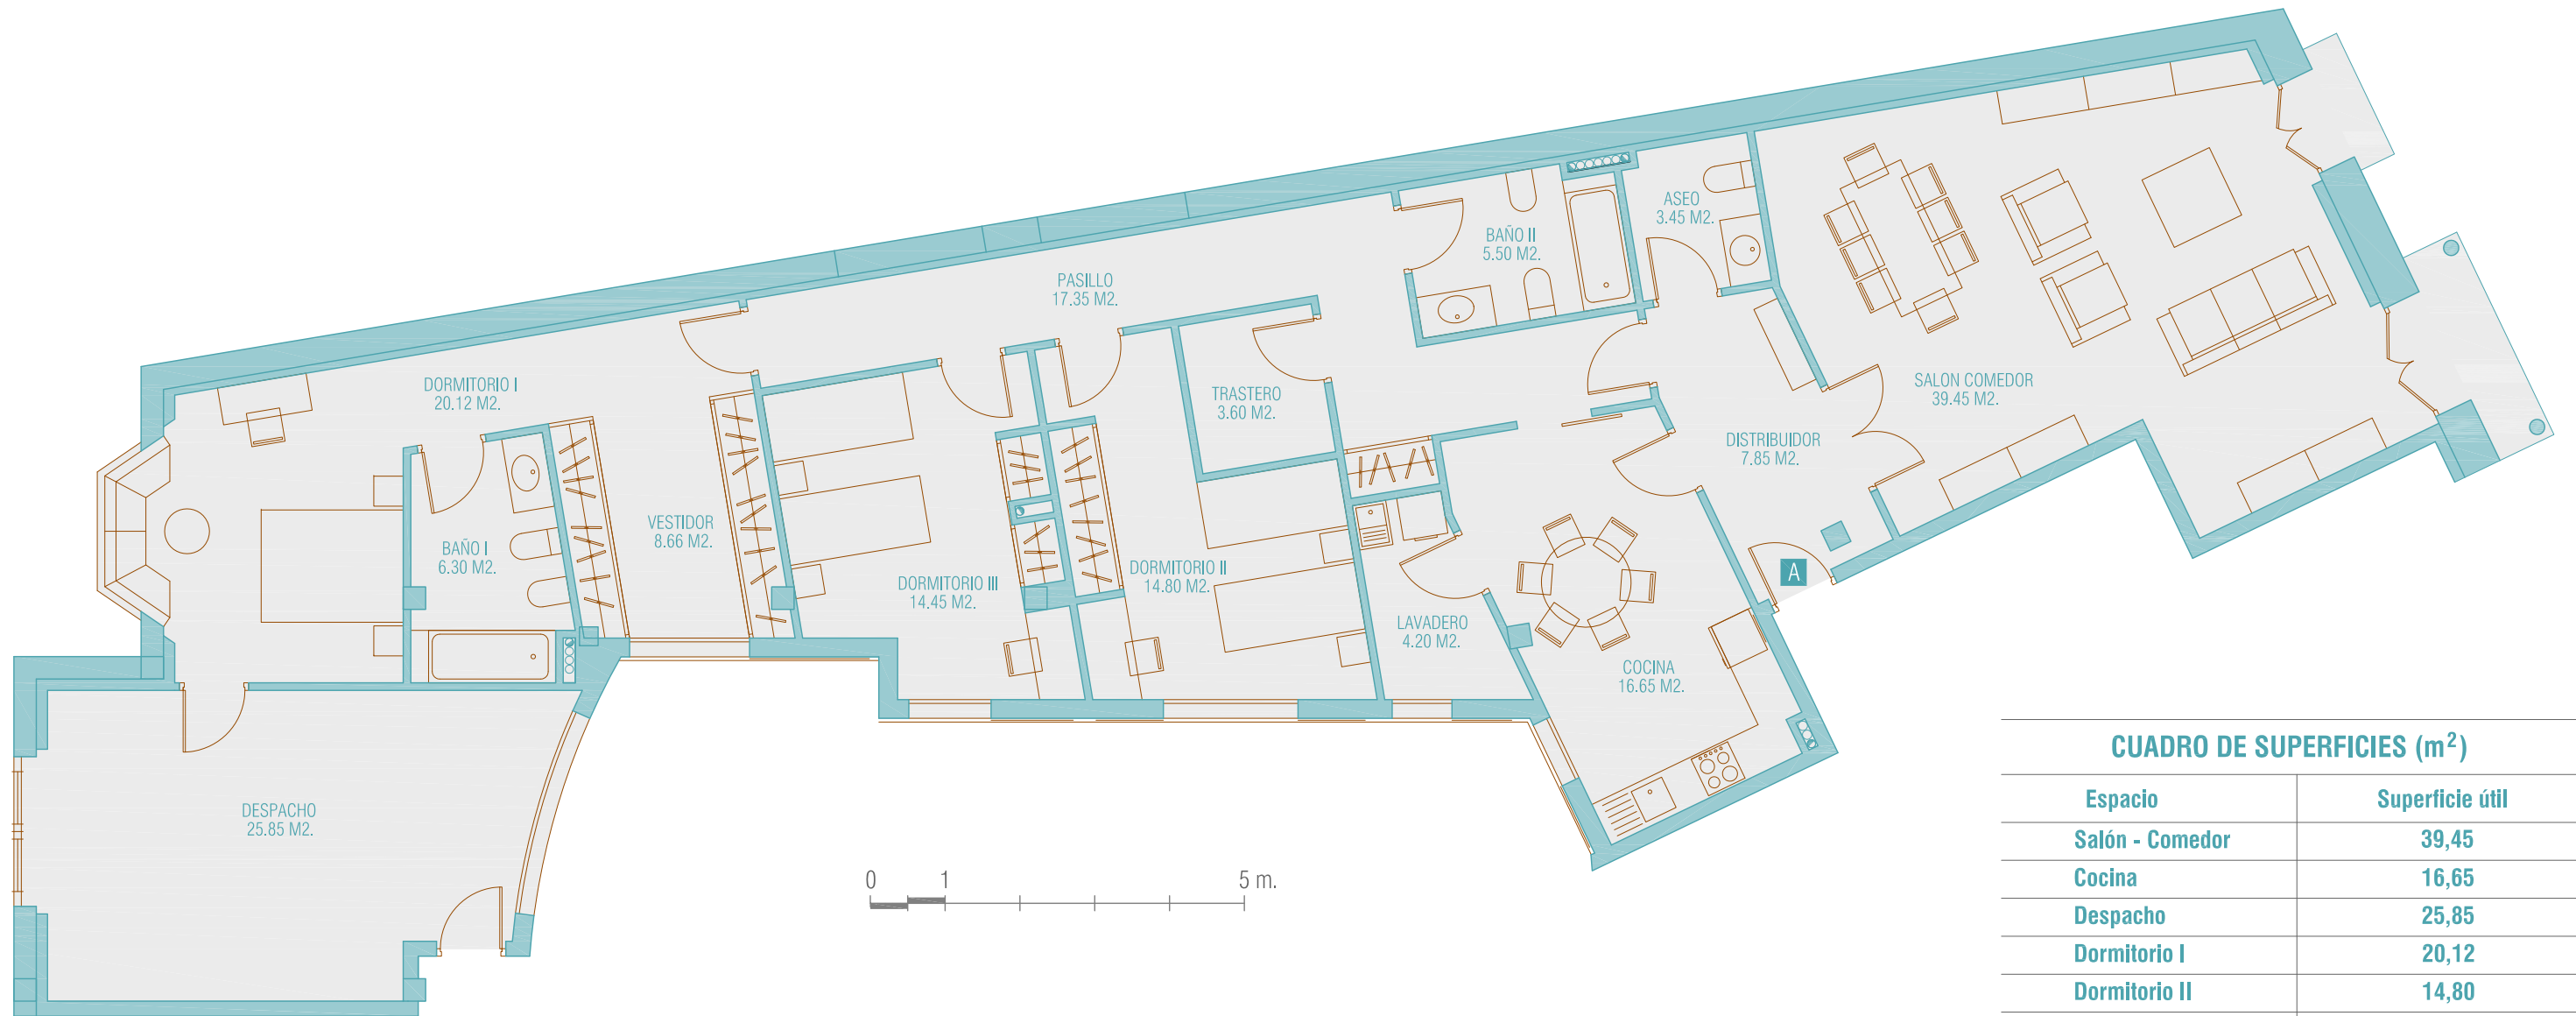 ASEO
3.45 M2.
BAÑO II
5.50 M2.
PASILLO
17.35 M2.
DORMITORIO I
20.12 M2.
TRASTERO
3.60 M2.
SALON COMEDOR
39.45 M2.
DISTRIBUIDOR
7.85 M2.
VESTIDOR
8.66 M2.
BAÑO I
6.30 M2.
DORMITORIO III
14.45 M2.
DORMITORIO II
14.80 M2.
A
LAVADERO
4.20 M2.
COCINA
16.65 M2.
DESPACHO
25.85 M2.
0 1 5 m.
CUADRO DE SUPERFICIES (m²)
Espacio Superficie útil
Salón - Comedor 39,45
Cocina 16,65
Despacho 25,85
Dormitorio I 20,12
Dormitorio II 14,80